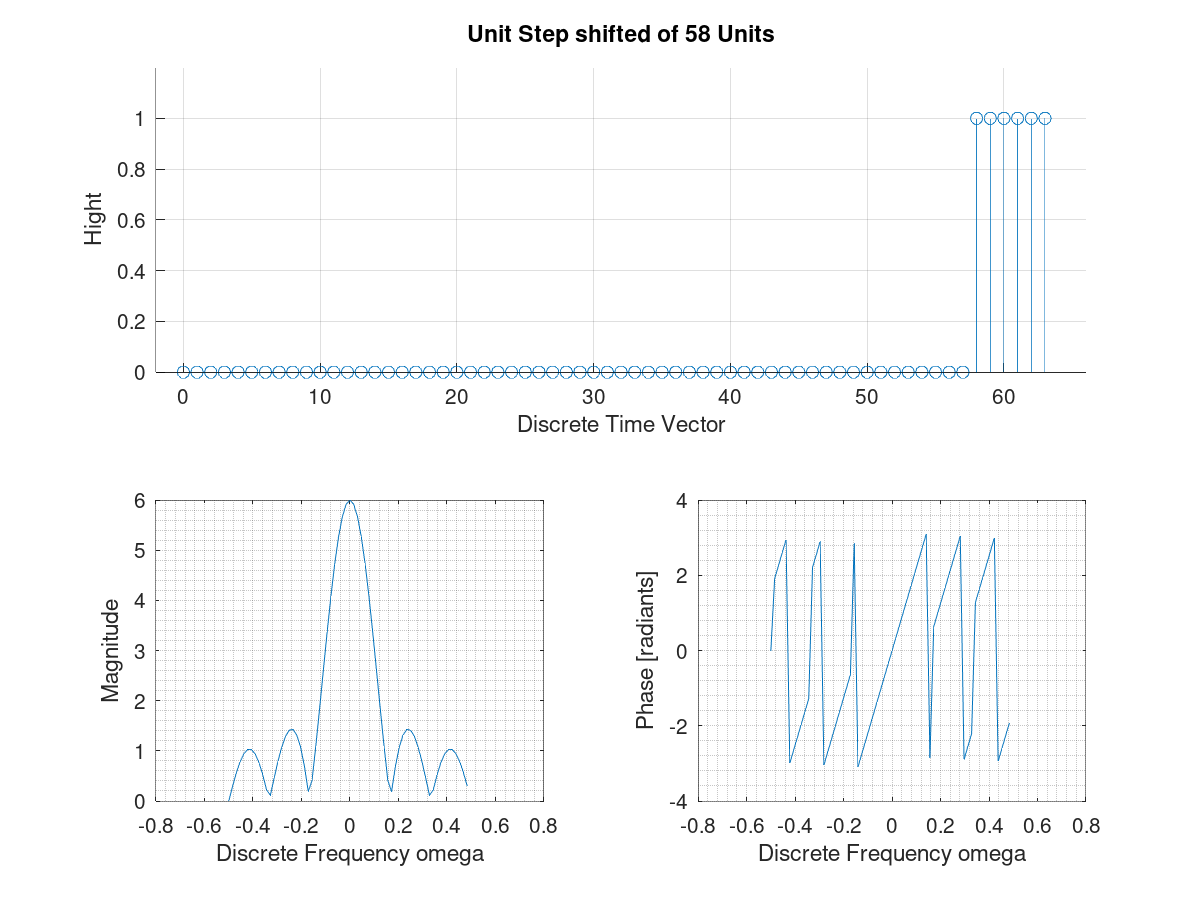 Unit Step shifted of 58 Units
Hight
1
0.8
0.6
0.4
0.2
0
0 10 20 30 40 50 60
Discrete Time Vector
Magnitude
6
5
4
3
2
1
0
-0.8 -0.6 -0.4 -0.2 0 0.2 0.4 0.6 0.8
Discrete Frequency omega
Phase [radiants]
4
2
0
-2
-4
-0.8 -0.6 -0.4 -0.2 0 0.2 0.4 0.6 0.8
Discrete Frequency omega